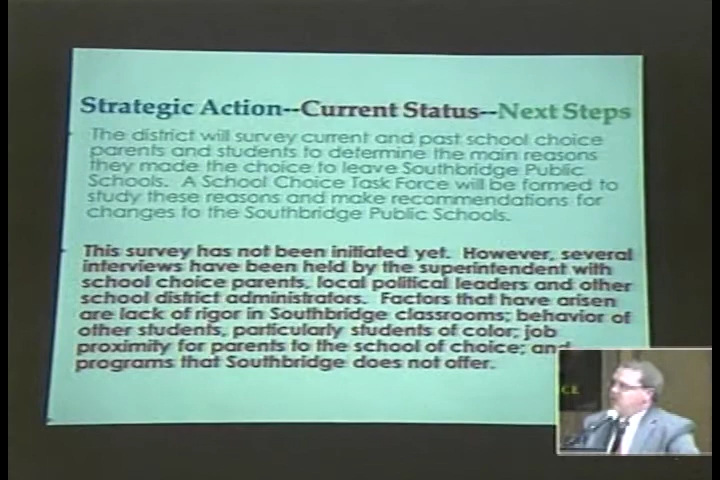 Strategic Action--Current Status--Next Steps
The district will survey current and past school choice
parents and students to determine the main reasons
they made the choice to leave Southbridge Public
Schools. A School Choice Task Force will be formed to
study these reasons and make recommendations for
changes to the Southbridge Public Schools.
This survey has not been initiated yet. However, several
interviews have been held by the superintendent with
school choice parents, local political leaders and other
school district administrators. Factors that have arisen
are lack of rigor in Southbridge classrooms; behavior of
other students, particularly students of color; job
proximity for parents to the school of choice; and
programs that Southbridge does not offer.
CE